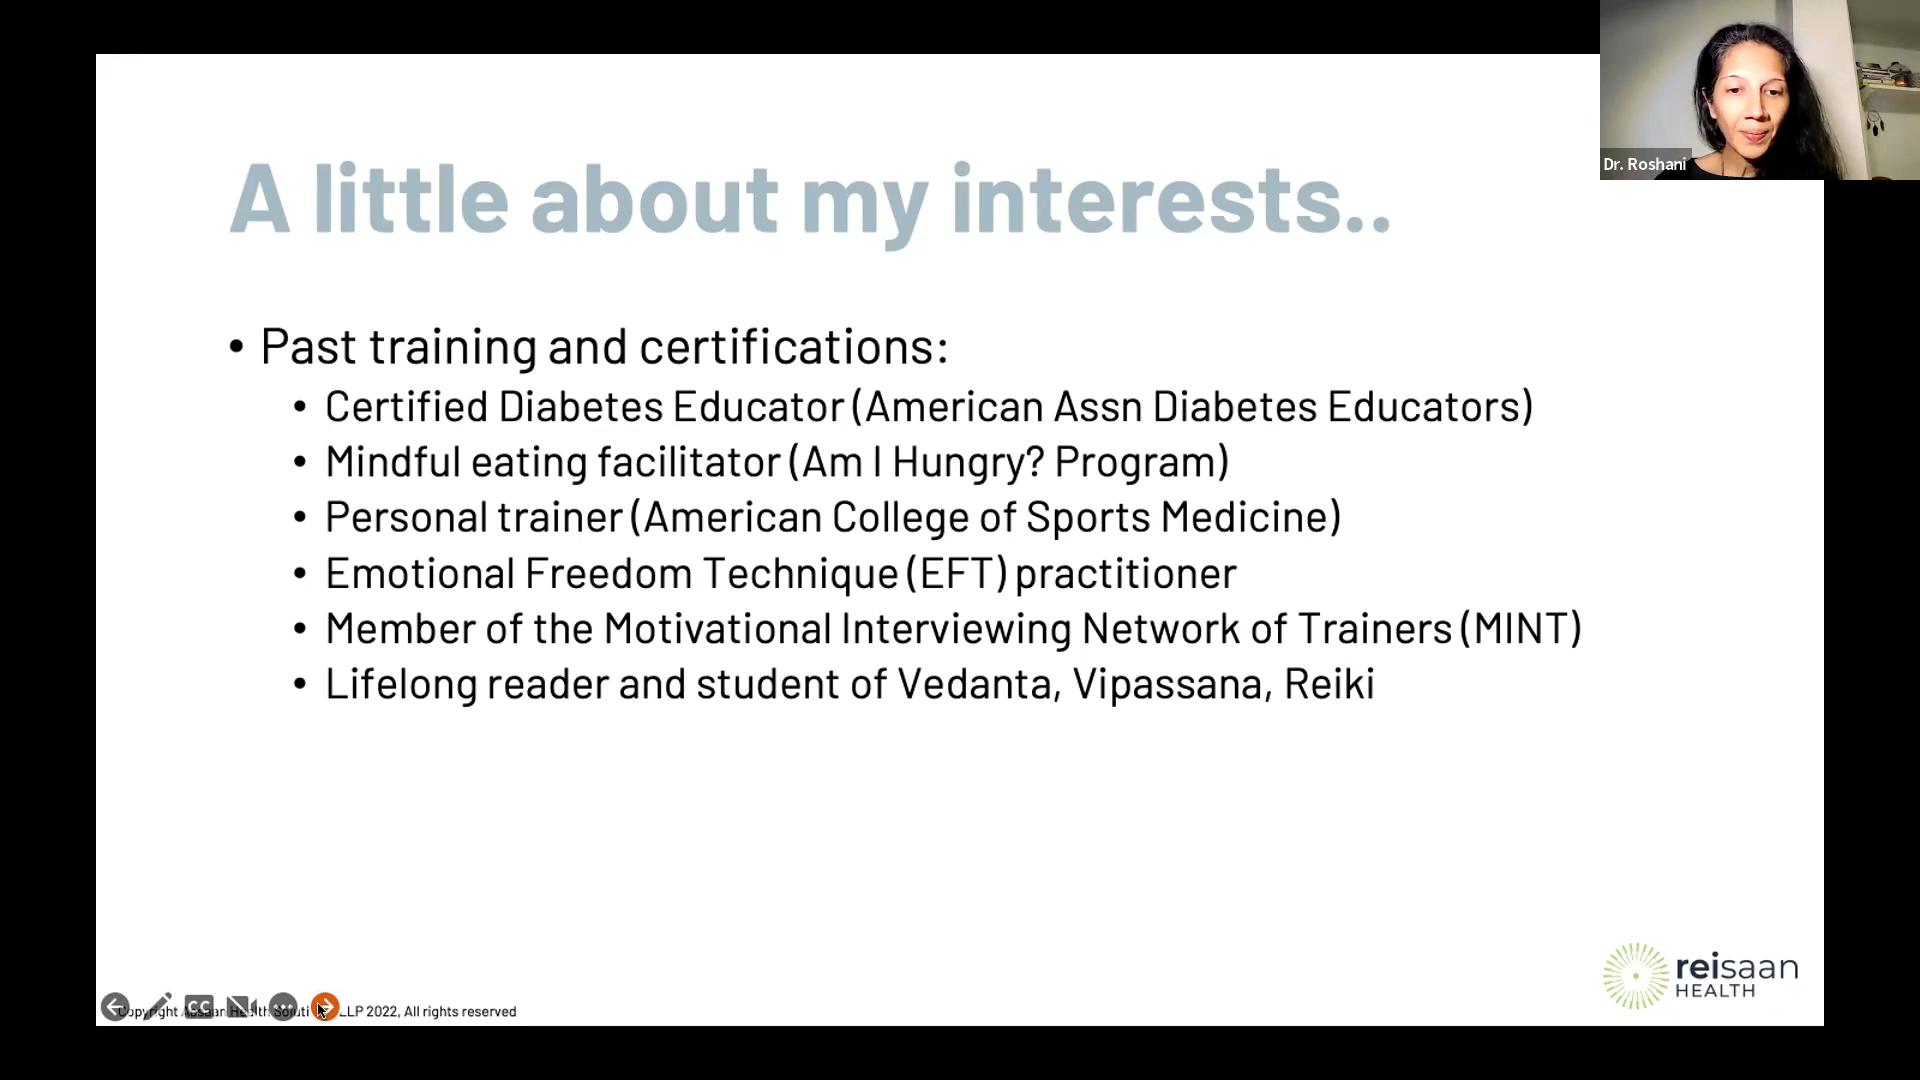 Dr. Roshani
A little about my interests..
• Past training and certifications:
• Certified Diabetes Educator (American Assn Diabetes Educators)
• Mindful eating facilitator (Am I Hungry? Program)
• Personal trainer (American College of Sports Medicine)
• Emotional Freedom Technique (EFT) practitioner
• Member of the Motivational Interviewing Network of Trainers (MINT)
• Lifelong reader and student of Vedanta, Vipassana, Reiki
reisaan
HEALTH
CC
Copyright Health LLP 2022, All rights reserved